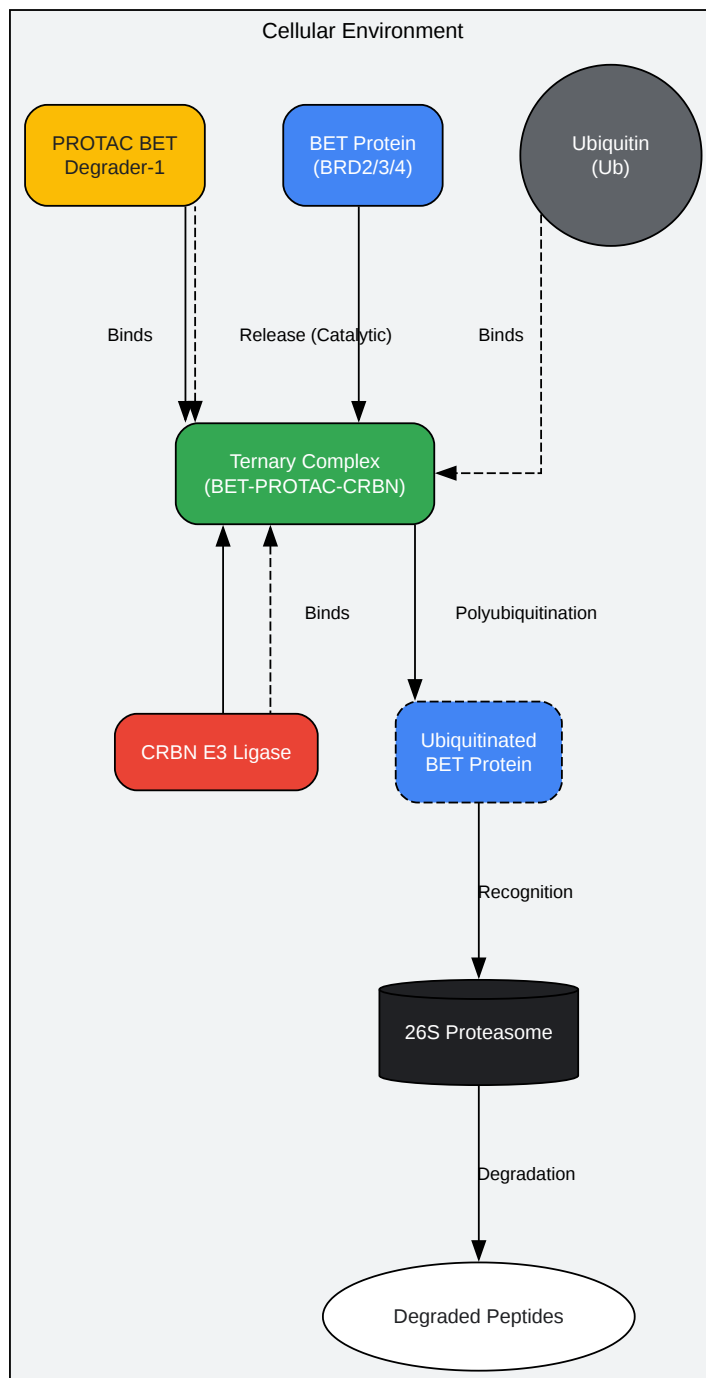 Cellular Environment
PROTAC BET
Degrader-1
BET Protein
(BRD2/3/4)
Ubiquitin
(Ub)
Binds
Release (Catalytic)
Binds
Ternary Complex
(BET-PROTAC-CRBN)
Binds
Polyubiquitination
CRBN E3 Ligase
Ubiquitinated
BET Protein
Recognition
26S Proteasome
Degradation
Degraded Peptides